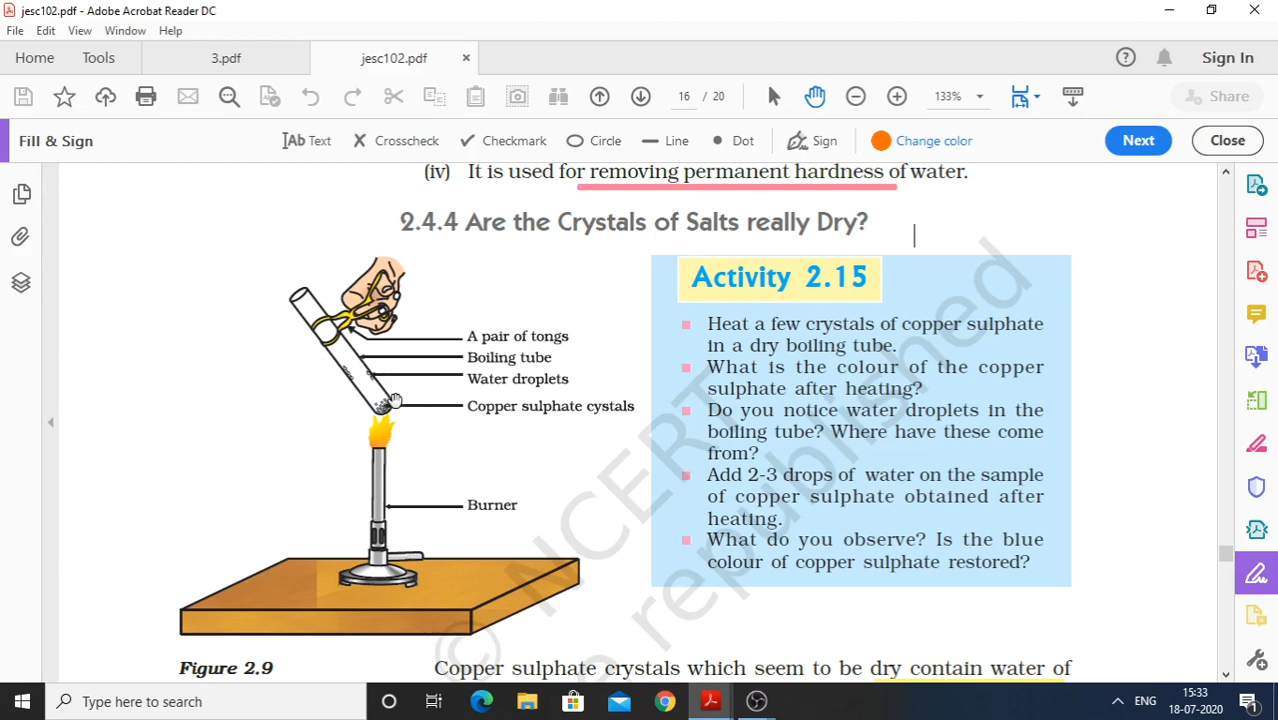 jesc102.pdf - Adobe Acrobat Reader DC
File Edit View Window Help
Home Tools 3.pdf jesc102.pdf × ? Sign In
16 / 20 133% Share
Fill & Sign Ab Text Crosscheck Checkmark Circle Line Dot Sign Change color Next Close
(iv) It is used for removing permanent hardness of water.
2.4.4 Are the Crystals of Salts really Dry?
A pair of tongs
Boiling tube
Water droplets
Copper sulphate cystals
Burner
Figure 2.9
Activity 2.15
Heat a few crystals of copper sulphate
in a dry boiling tube.
What is the colour of the copper
sulphate after heating?
Do you notice water droplets in the
boiling tube? Where have these come
from?
Add 2-3 drops of water on the sample
of copper sulphate obtained after
heating.
What do you observe? Is the blue
colour of copper sulphate restored?
© NCERT
republished
Copper sulphate crystals which seem to be dry contain water of
Type here to search
ENG
15:33
18-07-2020
1